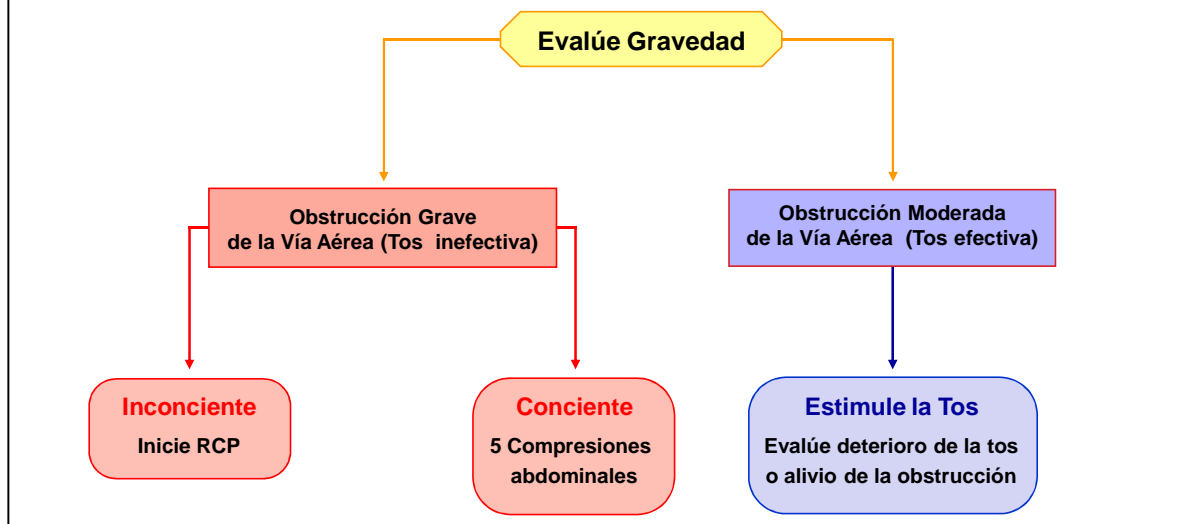 Evalúe Gravedad
Obstrucción Grave
de la Vía Aérea (Tos inefectiva)
Obstrucción Moderada
de la Vía Aérea (Tos efectiva)
Inconciente
Inicie RCP
Conciente
5 Compresiones
abdominales
Estimule la Tos
Evalúe deterioro de la tos
o alivio de la obstrucción